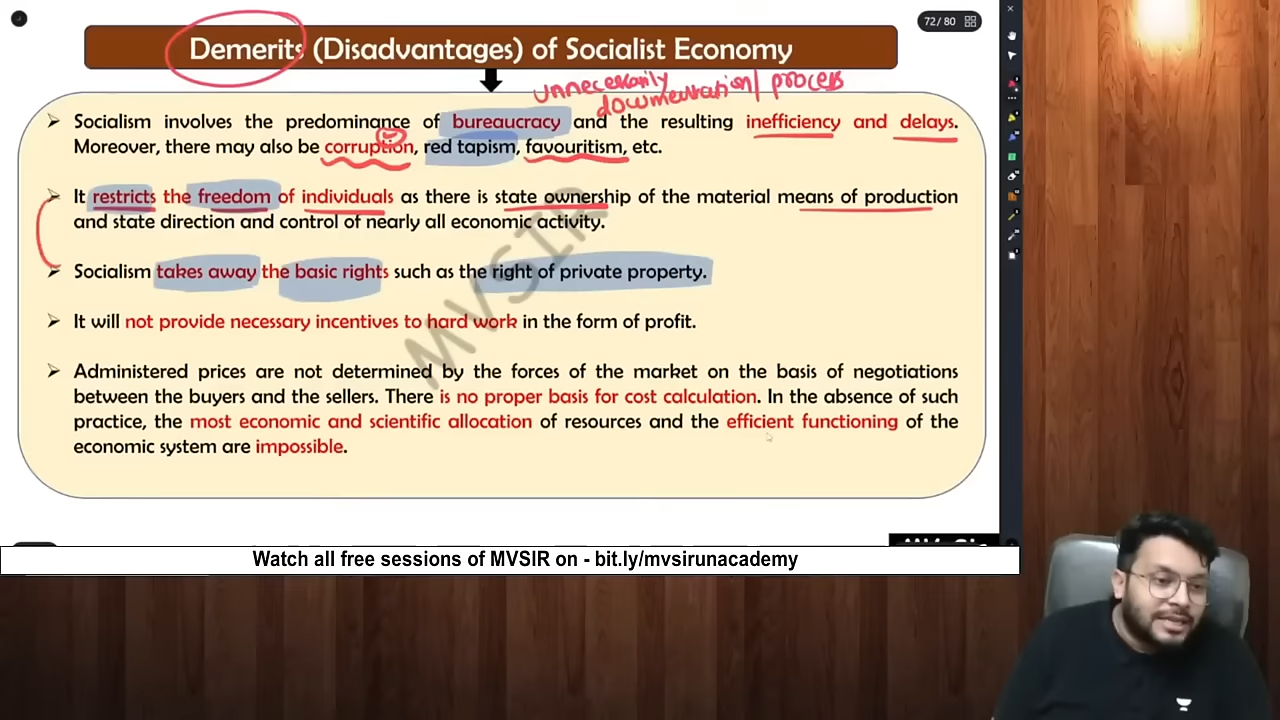 72/ 80
Demerits (Disadvantages) of Socialist Economy
unnecessarily
documentation/ process
➤ Socialism involves the predominance of bureaucracy and the resulting inefficiency and delays.
Moreover, there may also be corruption, red tapism, favouritism, etc.
➤ It restricts the freedom of individuals as there is state ownership of the material means of production
and state direction and control of nearly all economic activity.
➤ Socialism takes away the basic rights such as the right of private property.
➤ It will not provide necessary incentives to hard work in the form of profit.
➤ Administered prices are not determined by the forces of the market on the basis of negotiations
between the buyers and the sellers. There is no proper basis for cost calculation. In the absence of such
practice, the most economic and scientific allocation of resources and the efficient functioning of the
economic system are impossible.
MVSIR
Watch all free sessions of MVSIR on - bit.ly/mvsirunacademy